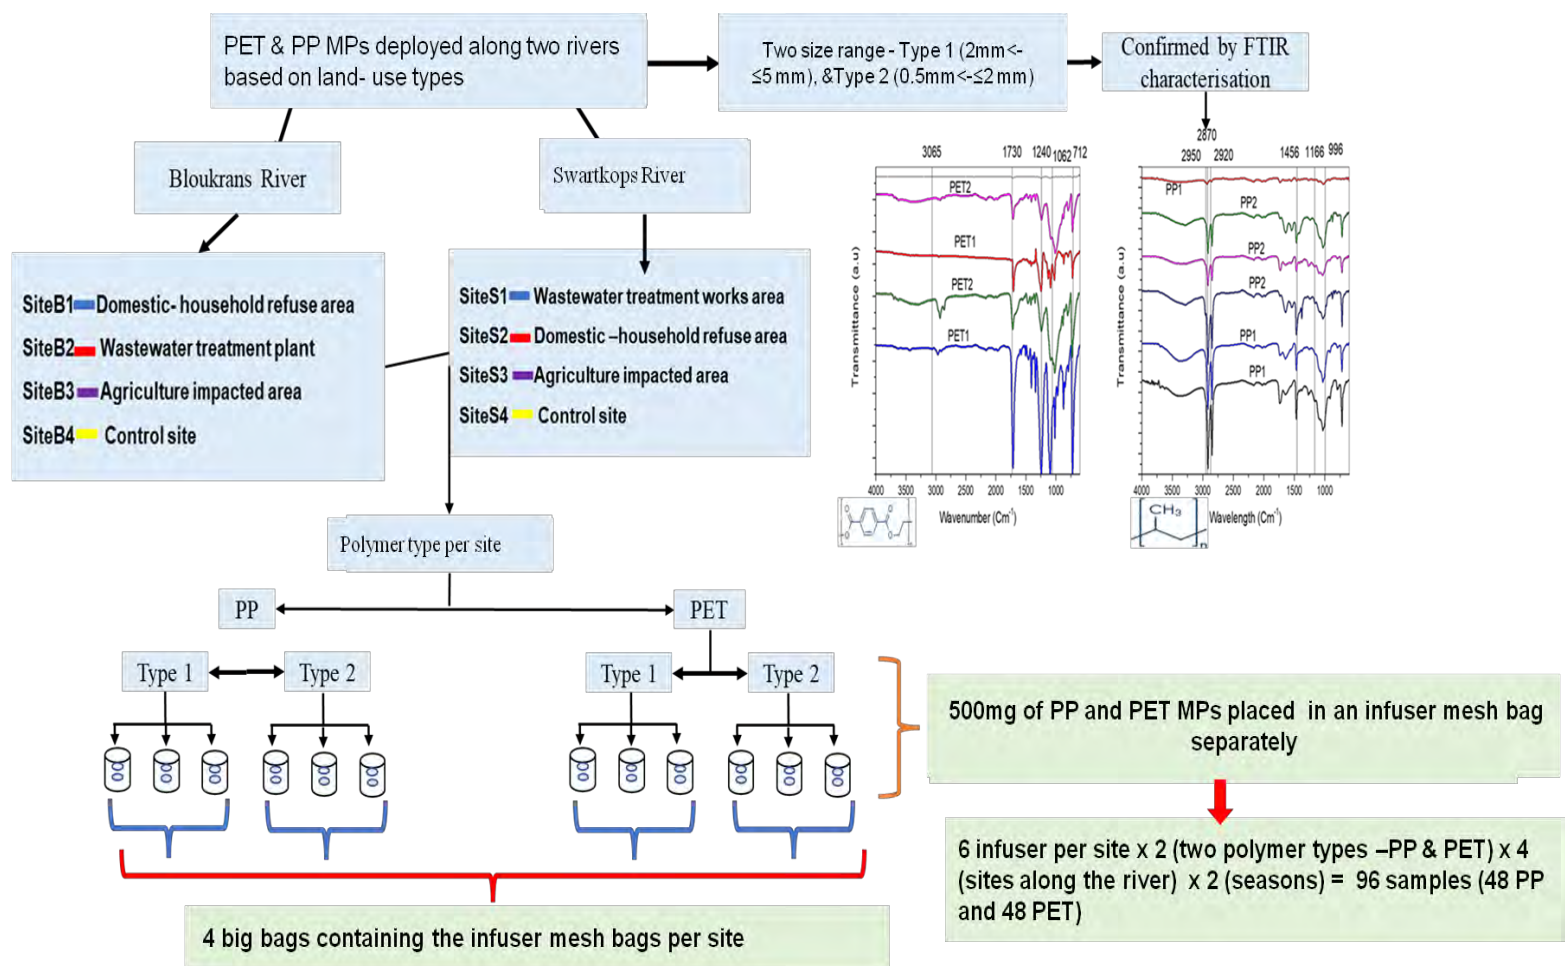 PET & PP MPs deployed along two rivers
based on land- use types
Two size range - Type 1 (2mm<-
≤5 mm), &Type 2 (0.5mm<-≤2 mm)
Confirmed by FTIR
characterisation
Bloukrans River
Swartkops River
SiteB1 Domestic- household refuse area
SiteB2 Wastewater treatment plant
SiteB3 Agriculture impacted area
SiteB4 Control site
SiteS1 Wastewater treatment works area
SiteS2 Domestic –household refuse area
SiteS3 Agriculture impacted area
SiteS4 Control site
3065 1730 1240 1062 712
PET2
PET1
PET2
PET1
Transmittance (a.u)
4000 3500 3000 2500 2000 1500 1000
Wavenumber (Cm-1)
O
O
O
O
n
2870
2950 2920 1456 1166 996
PP1
PP2
PP2
PP2
PP1
PP1
Transmittance (a.u)
4000 3500 3000 2500 2000 1500 1000
Wavelength (Cm-1)
CH3
n
Polymer type per site
PP
PET
Type 1
Type 2
Type 1
Type 2
500mg of PP and PET MPs placed in an infuser mesh bag
separately
6 infuser per site x 2 (two polymer types –PP & PET) x 4
(sites along the river) x 2 (seasons) = 96 samples (48 PP
and 48 PET)
4 big bags containing the infuser mesh bags per site